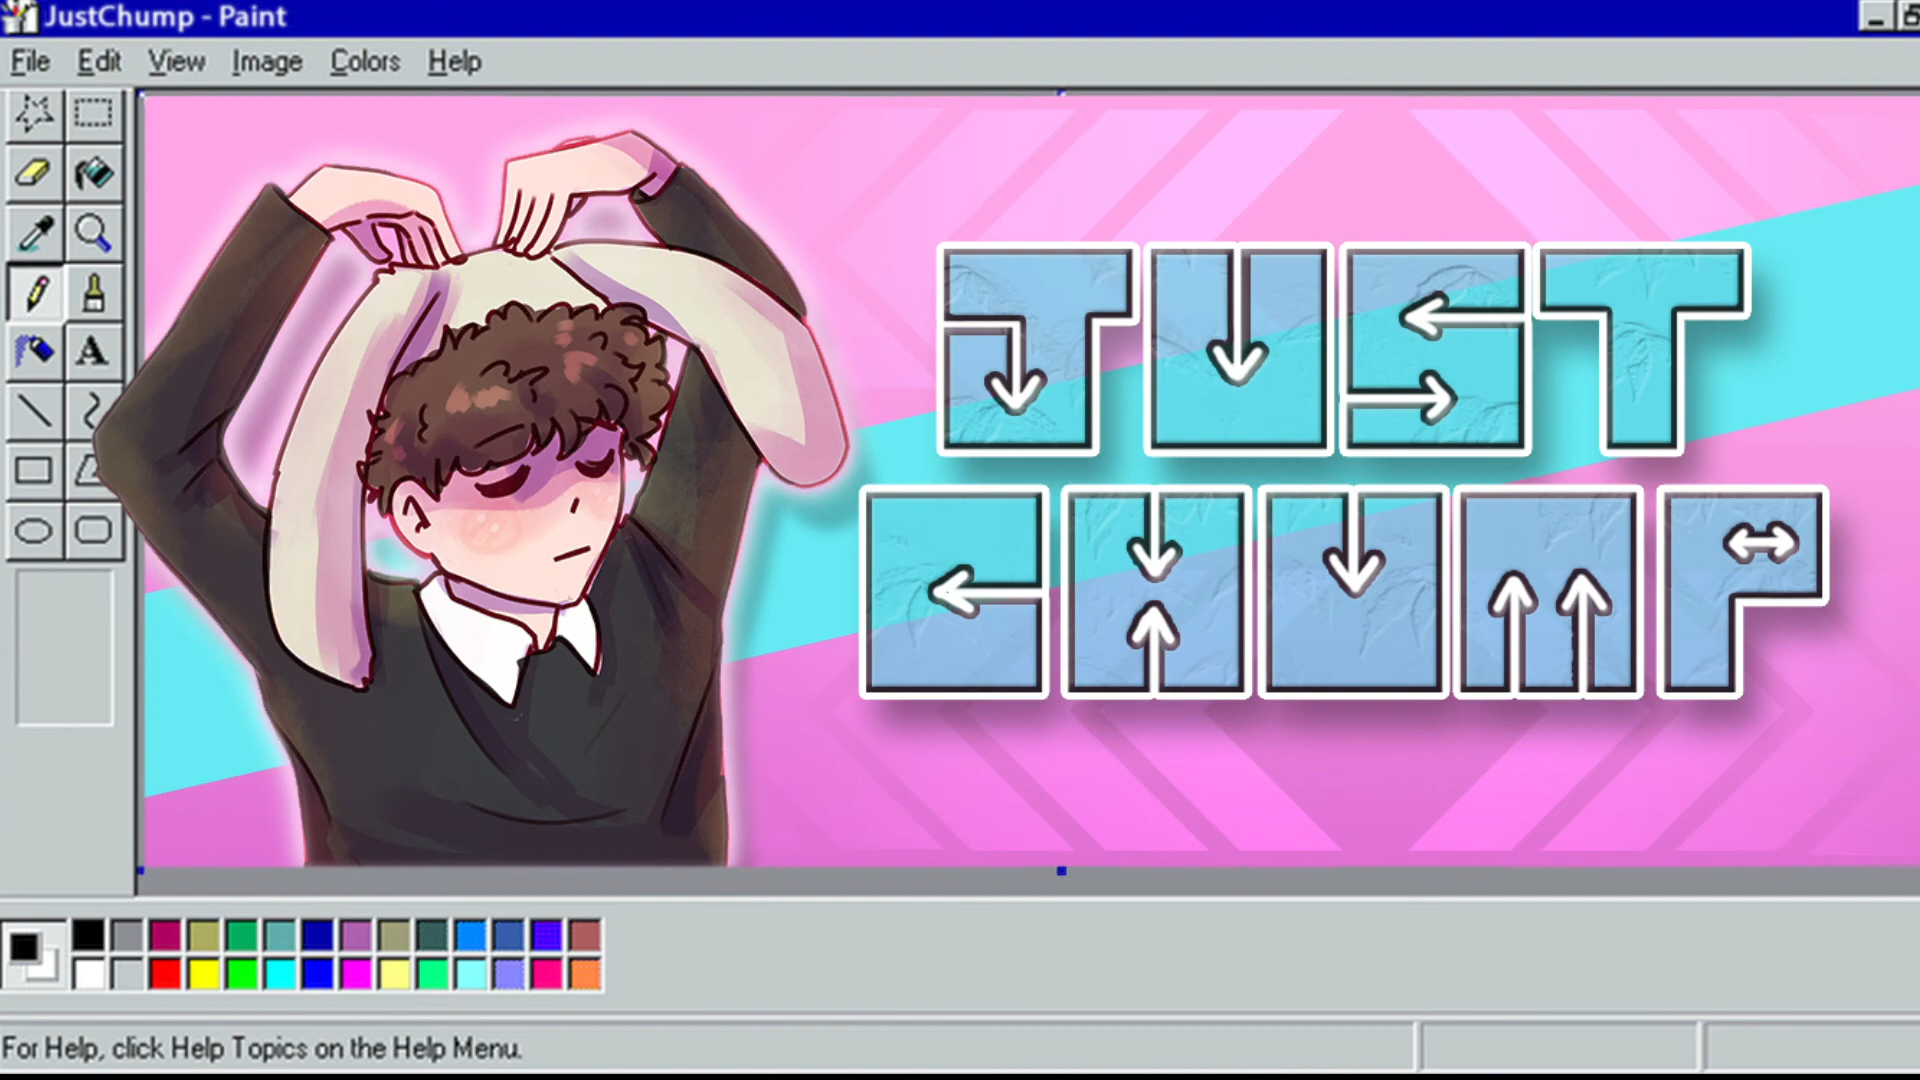 JustChump - Paint
File Edit View Image Colors Help
A
JUST
CHUMP
For Help, click Help Topics on the Help Menu.